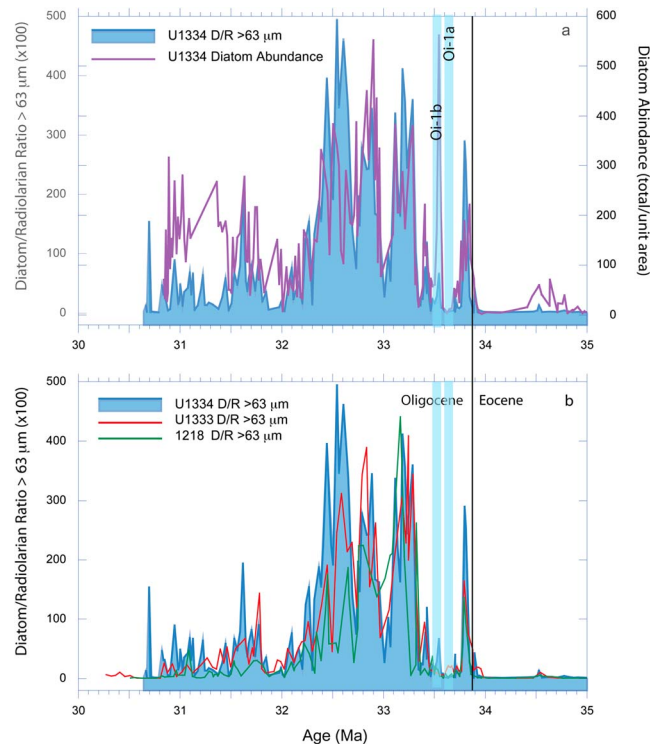 500
600
U1334 D/R >63 μm
U1334 Diatom Abundance
a
Oi-1a
Oi-1b
400
300
200
100
0
500
400
300
200
100
0
Diatom/Radiolarian Ratio > 63 μm (x100)
Diatom Abindance (total/unit area)
30
31
32
33
34
35
500
U1334 D/R >63 μm
U1333 D/R >63 μm
1218 D/R >63 μm
Oligocene
Eocene
b
400
300
200
100
0
Diatom/Radiolarian Ratio > 63 μm (x100)
30
31
32
33
34
35
Age (Ma)